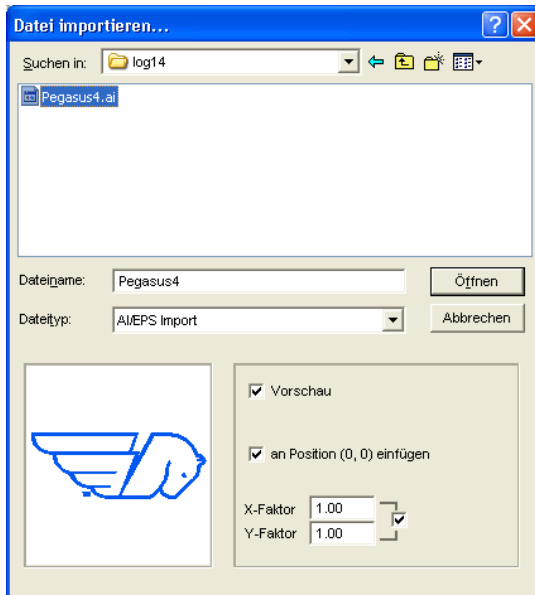 Datei importieren...
Suchen in: log14
Pegasus4.ai
Dateiname: Pegasus4 Öffnen
Dateityp: AI/EPS Import Abbrechen
Vorschau
an Position (0, 0) einfügen
X-Faktor 1.00
Y-Faktor 1.00